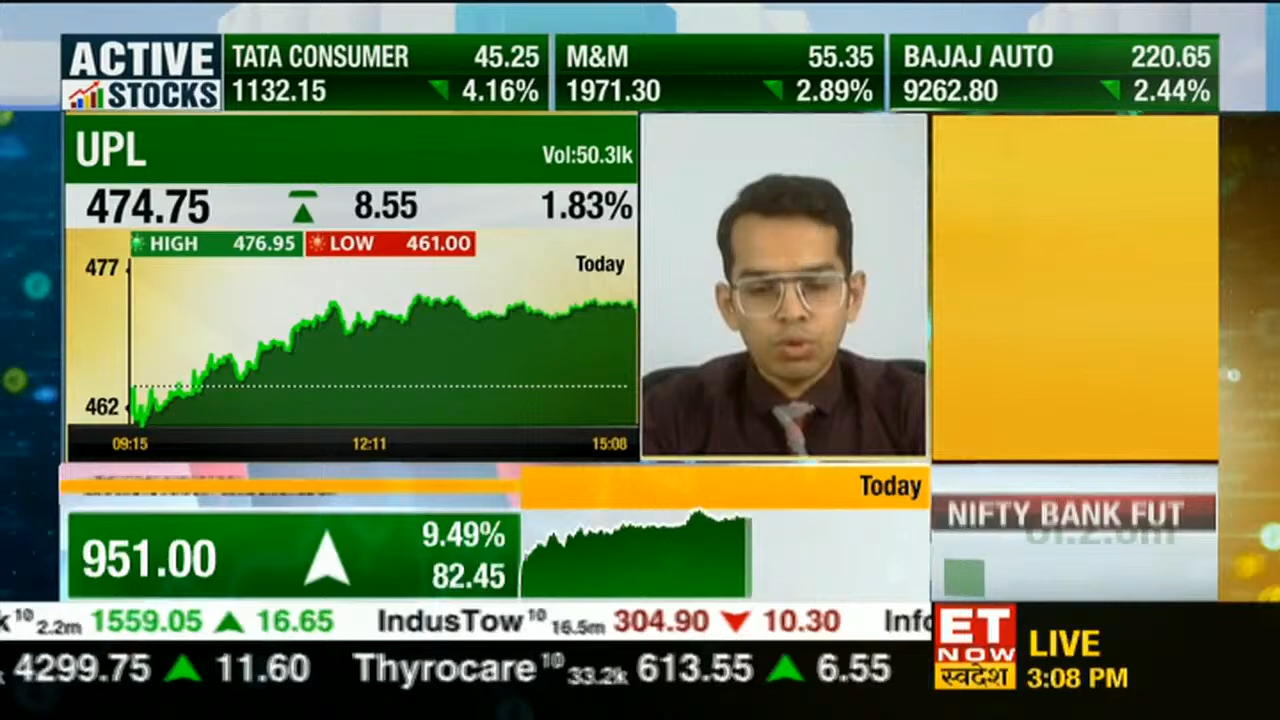 ACTIVE STOCKS
TATA CONSUMER 45.25
1132.15 4.16%
M&M 55.35
1971.30 2.89%
BAJAJ AUTO 220.65
9262.80 2.44%
UPL Vol:50.3lk
474.75 8.55 1.83%
HIGH 476.95 LOW 461.00
477 Today
462
09:15 12:11 15:08
Today
951.00 9.49%
82.45
NIFTY BANK FUT
k 10 2.2m 1559.05 16.65 IndusTow 10 16.5m 304.90 10.30 Info
4299.75 11.60 Thyrocare 10 33.2k 613.55 6.55
ET NOW स्वदेश
LIVE
3:08 PM